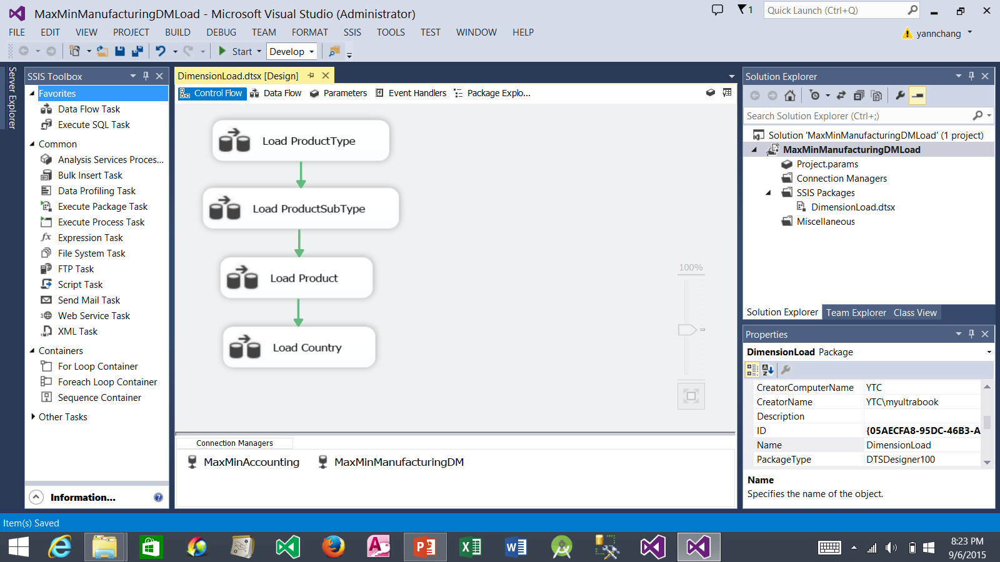 MaxMinManufacturingDMLoad - Microsoft Visual Studio (Administrator)
1
Quick Launch (Ctrl+Q)
FILE EDIT VIEW PROJECT BUILD DEBUG TEAM FORMAT SSIS TOOLS TEST WINDOW HELP
yannchang
Start
Develop
Server Explorer
SSIS Toolbox
Favorites
Data Flow Task
Execute SQL Task
Common
Analysis Services Proces...
Bulk Insert Task
Data Profiling Task
Execute Package Task
Execute Process Task
Expression Task
File System Task
FTP Task
Script Task
Send Mail Task
Web Service Task
XML Task
Containers
For Loop Container
Foreach Loop Container
Sequence Container
Other Tasks
Information...
DimensionLoad.dtsx [Design]
Control Flow Data Flow Parameters Event Handlers Package Explo...
Load ProductType
Load ProductSubType
Load Product
Load Country
100%
Connection Managers
MaxMinAccounting MaxMinManufacturingDM
Solution Explorer
Search Solution Explorer (Ctrl+;)
Solution 'MaxMinManufacturingDMLoad' (1 project)
MaxMinManufacturingDMLoad
Project.params
Connection Managers
SSIS Packages
DimensionLoad.dtsx
Miscellaneous
Solution Explorer Team Explorer Class View
Properties
DimensionLoad Package
CreatorComputerName YTC
CreatorName YTC\myultrabook
Description
ID {05AECFA8-95DC-46B3-A
Name DimensionLoad
PackageType DTSDesigner100
Name
Specifies the name of the object.
Item(s) Saved
8:23 PM
9/6/2015